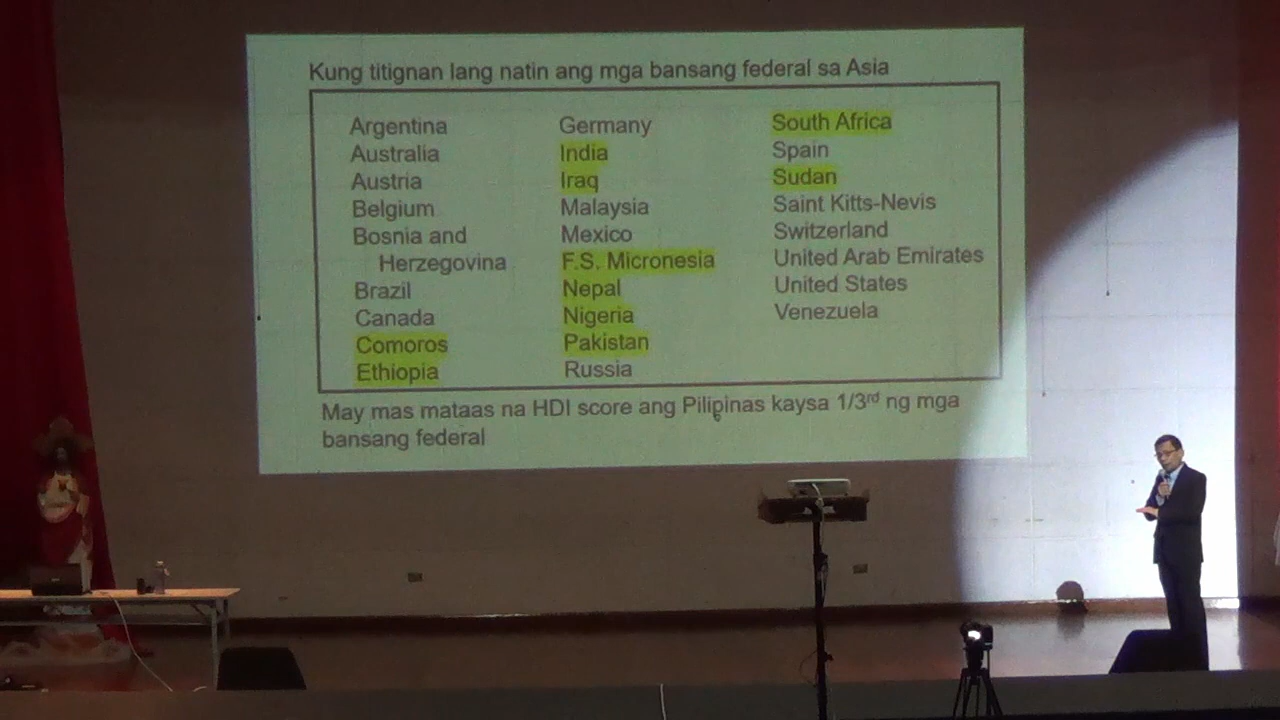 Kung titignan lang natin ang mga bansang federal sa Asia
Argentina
Australia
Austria
Belgium
Bosnia and
Herzegovina
Brazil
Canada
Comoros
Ethiopia
Germany
India
Iraq
Malaysia
Mexico
F.S. Micronesia
Nepal
Nigeria
Pakistan
Russia
South Africa
Spain
Sudan
Saint Kitts-Nevis
Switzerland
United Arab Emirates
United States
Venezuela
May mas mataas na HDI score ang Pilipinas kaysa 1/3rd ng mga
bansang federal